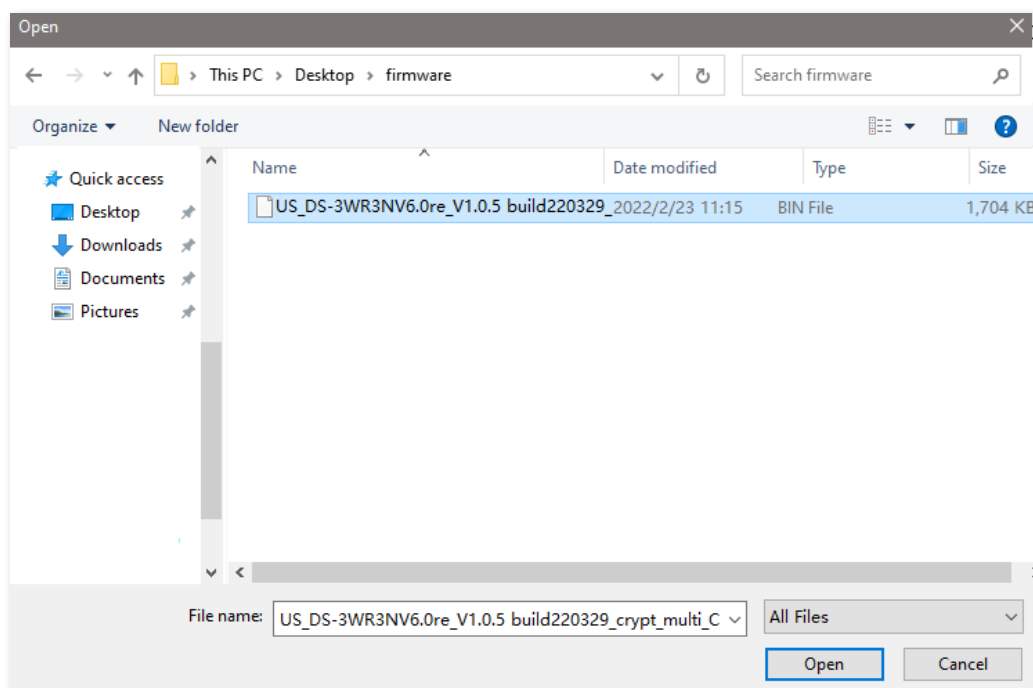 Open
This PC > Desktop > firmware
Search firmware
Organize
New folder
Quick access
Desktop
Downloads
Documents
Pictures
Name Date modified Type Size
US_DS-3WR3NV6.0re_V1.0.5 build220329_ 2022/2/23 11:15 BIN File 1,704 KB
File name: US_DS-3WR3NV6.0re_V1.0.5 build220329_crypt_multi_C All Files
Open Cancel